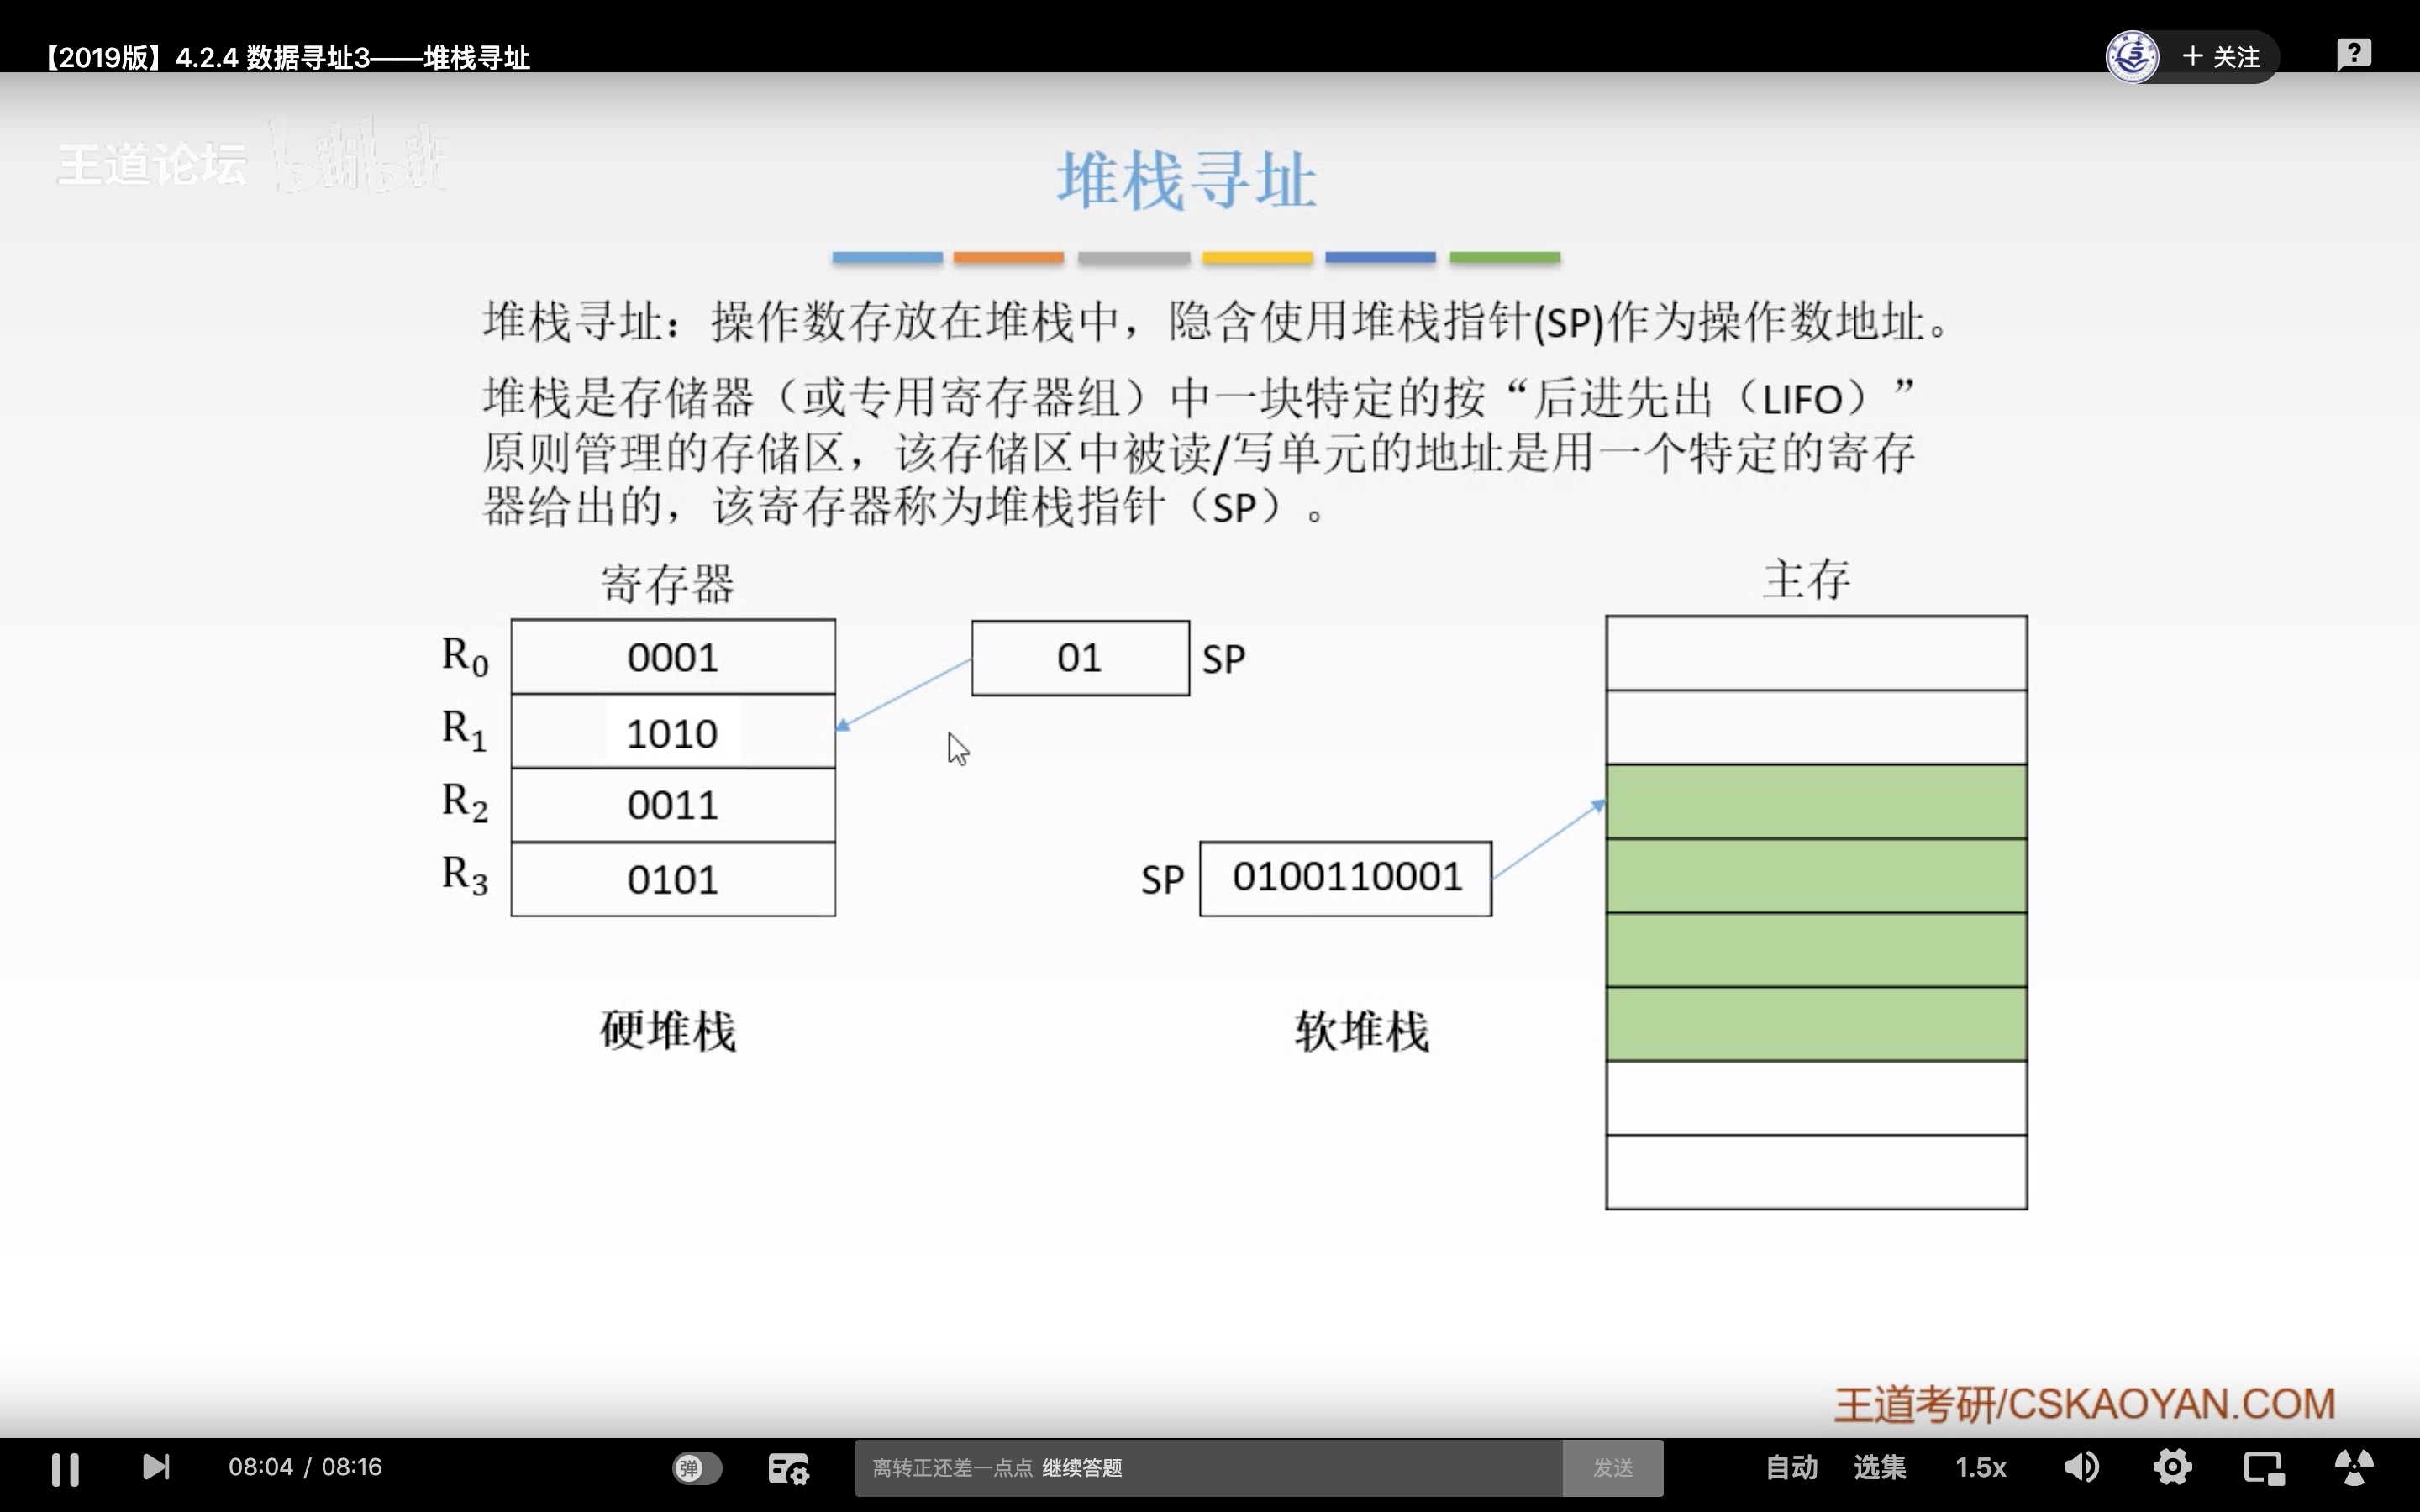 【2019版】4.2.4 数据寻址3——堆栈寻址
+ 关注
?
王道论坛 bilibili
堆栈寻址
堆栈寻址：操作数存放在堆栈中，隐含使用堆栈指针(SP)作为操作数地址。
堆栈是存储器（或专用寄存器组）中一块特定的按“后进先出（LIFO）”
原则管理的存储区，该存储区中被读/写单元的地址是用一个特定的寄存
器给出的，该寄存器称为堆栈指针（SP）。
寄存器
R0 0001
R1 1010
R2 0011
R3 0101
01 SP
硬堆栈
SP 0100110001
软堆栈
主存
王道考研/CSKAOYAN.COM
08:04 / 08:16
弹
离转正还差一点点 继续答题
发送
自动
选集
1.5x